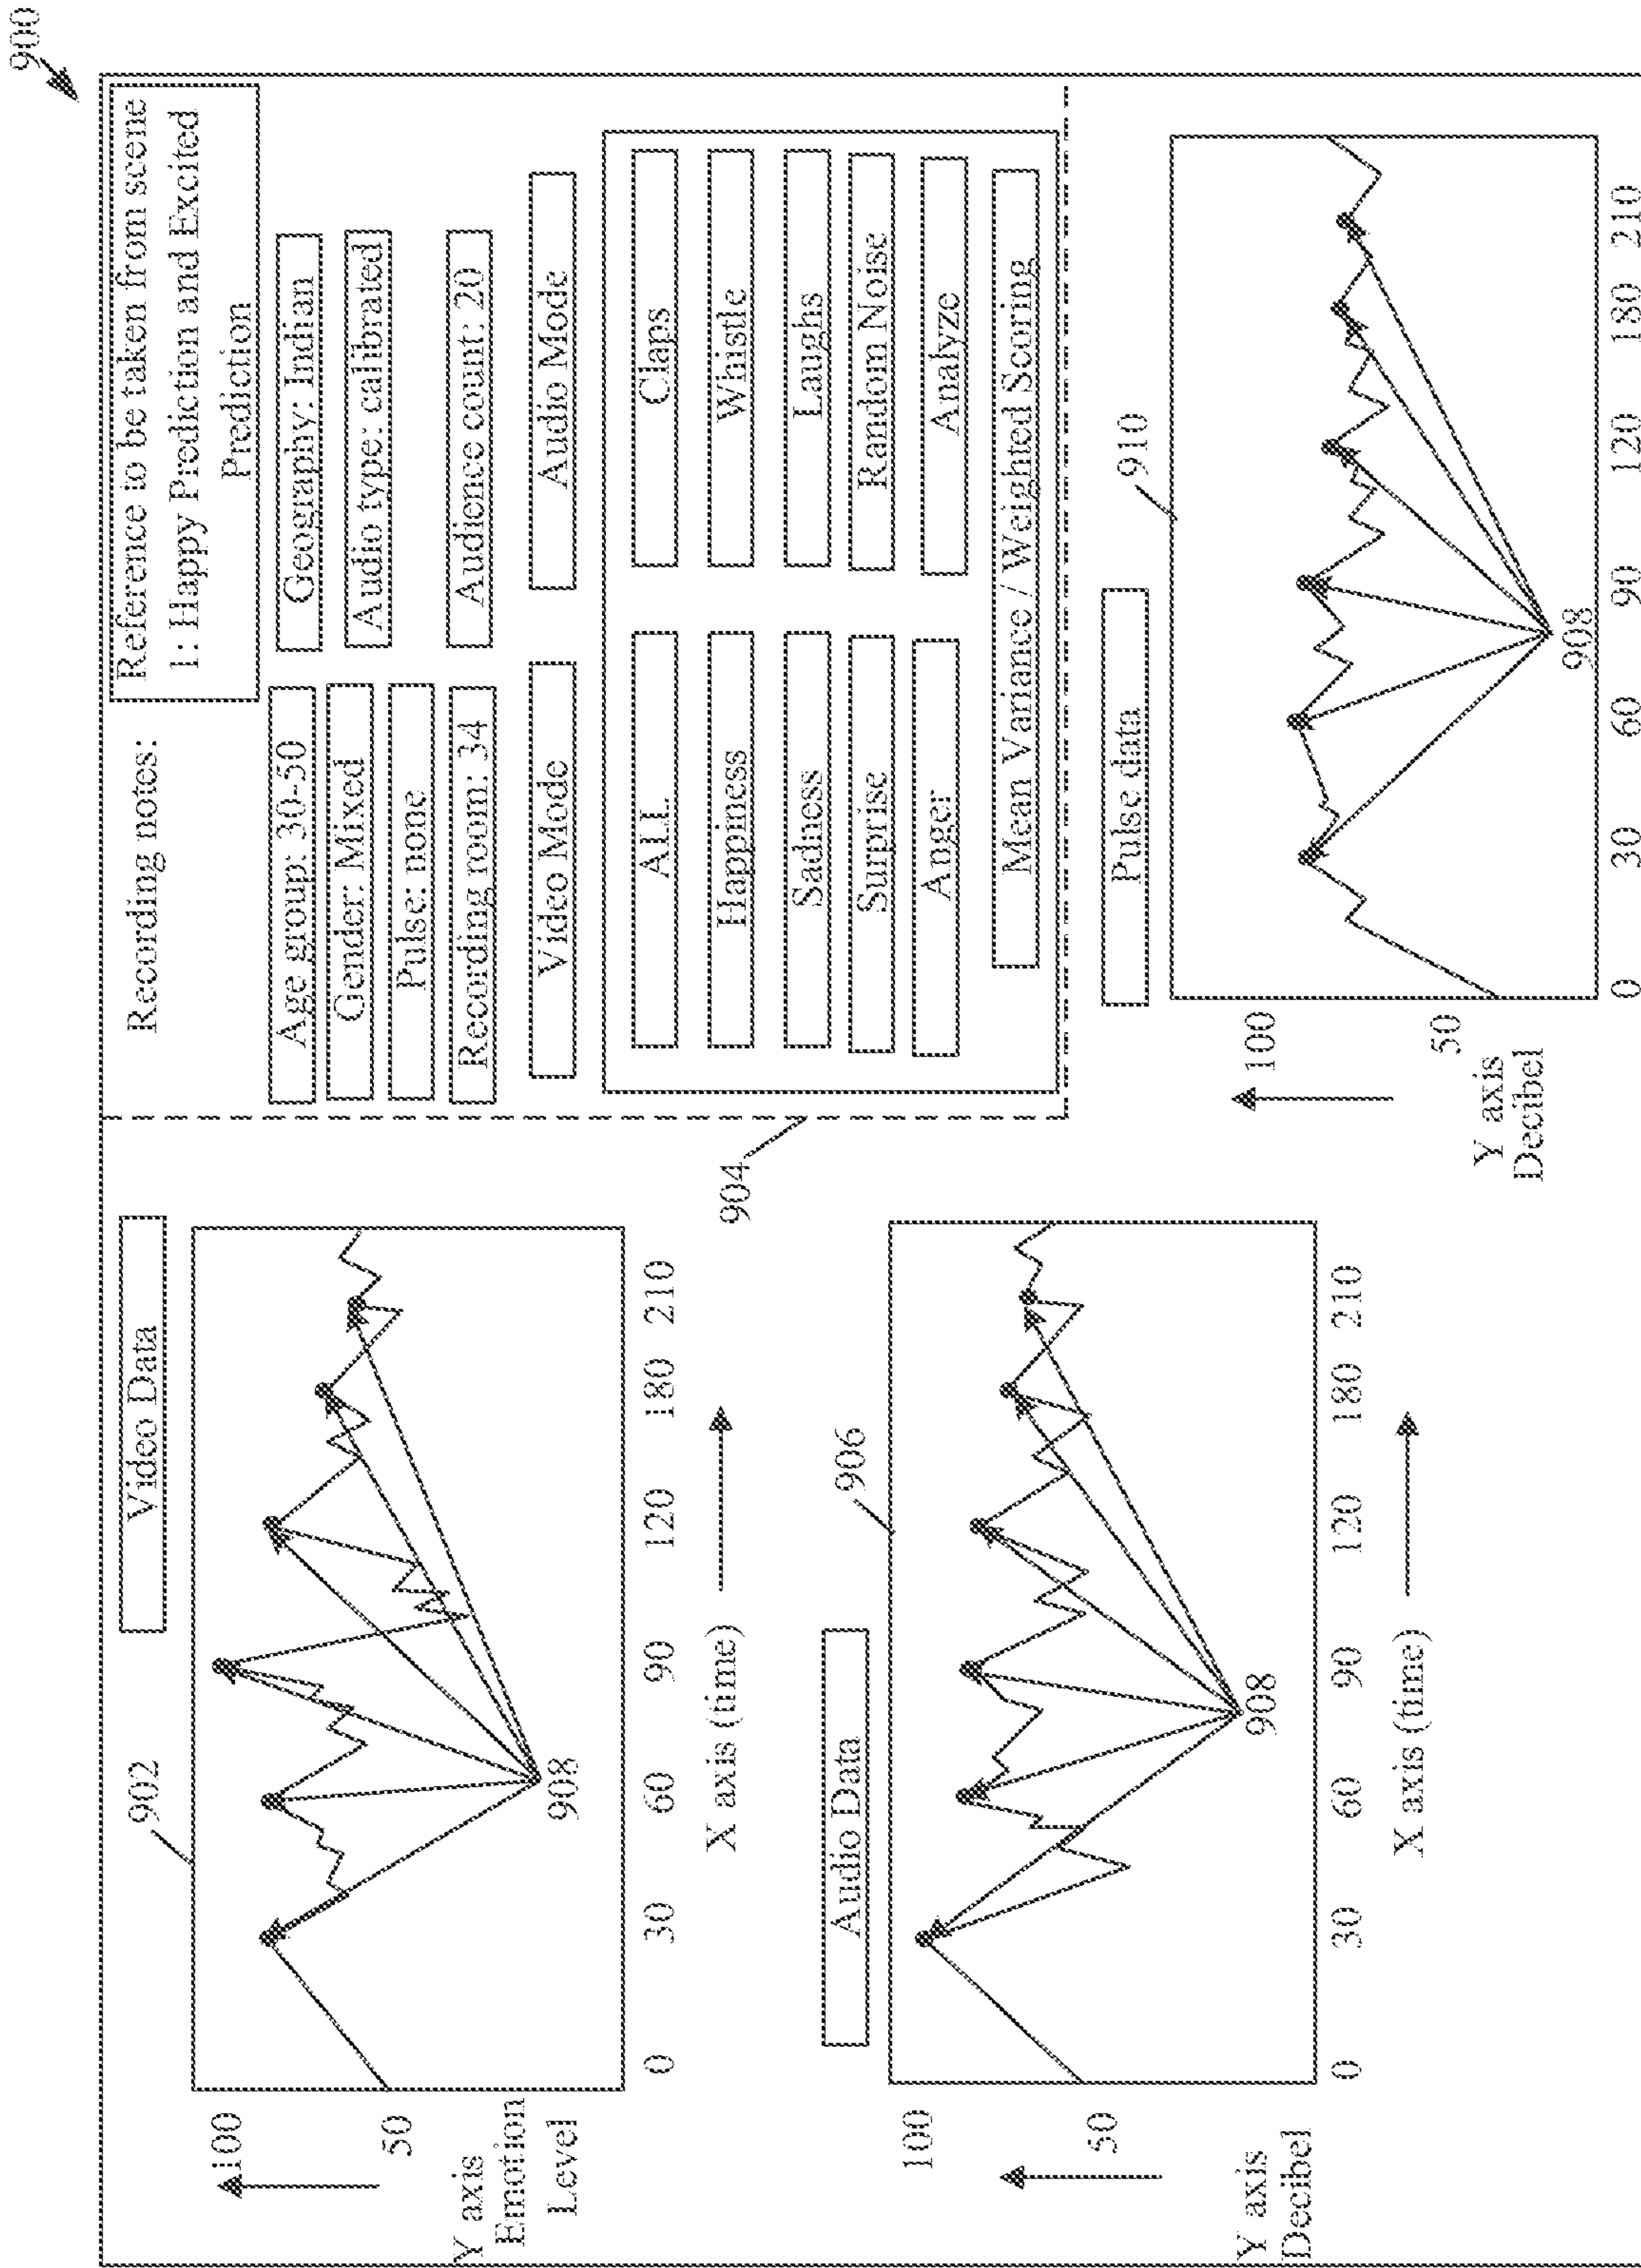 900
Video Data
902
100
50
Y axis
Emotion
Level
908
0 30 60 90 120 180 210
X axis (time)
904
Recording notes:
Reference to be taken from scene
1: Happy Prediction and Excited
Prediction
Age group: 30-50
Geography: Indian
Gender: Mixed
Audio type: calibrated
Pulse: none
Recording room: 34
Audience count: 20
Video Mode
Audio Mode
ALL
Claps
Happiness
Whistle
Sadness
Laughs
Surprise
Random Noise
Anger
Analyze
Mean Variance / Weighted Scoring
Audio Data
906
100
50
Y axis
Decibel
908
0 30 60 90 120 180 210
X axis (time)
Pulse data
910
100
50
Y axis
Decibel
908
0 30 60 90 120 180 210